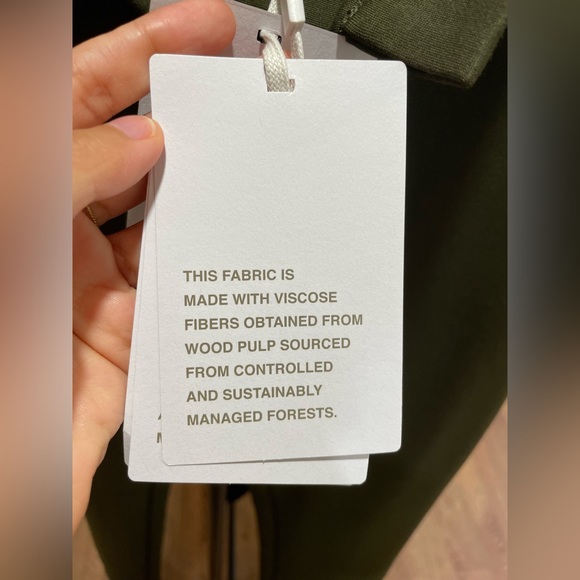 THIS FABRIC IS
MADE WITH VISCOSE
FIBERS OBTAINED FROM
WOOD PULP SOURCED
FROM CONTROLLED
AND SUSTAINABLY
MANAGED FORESTS.